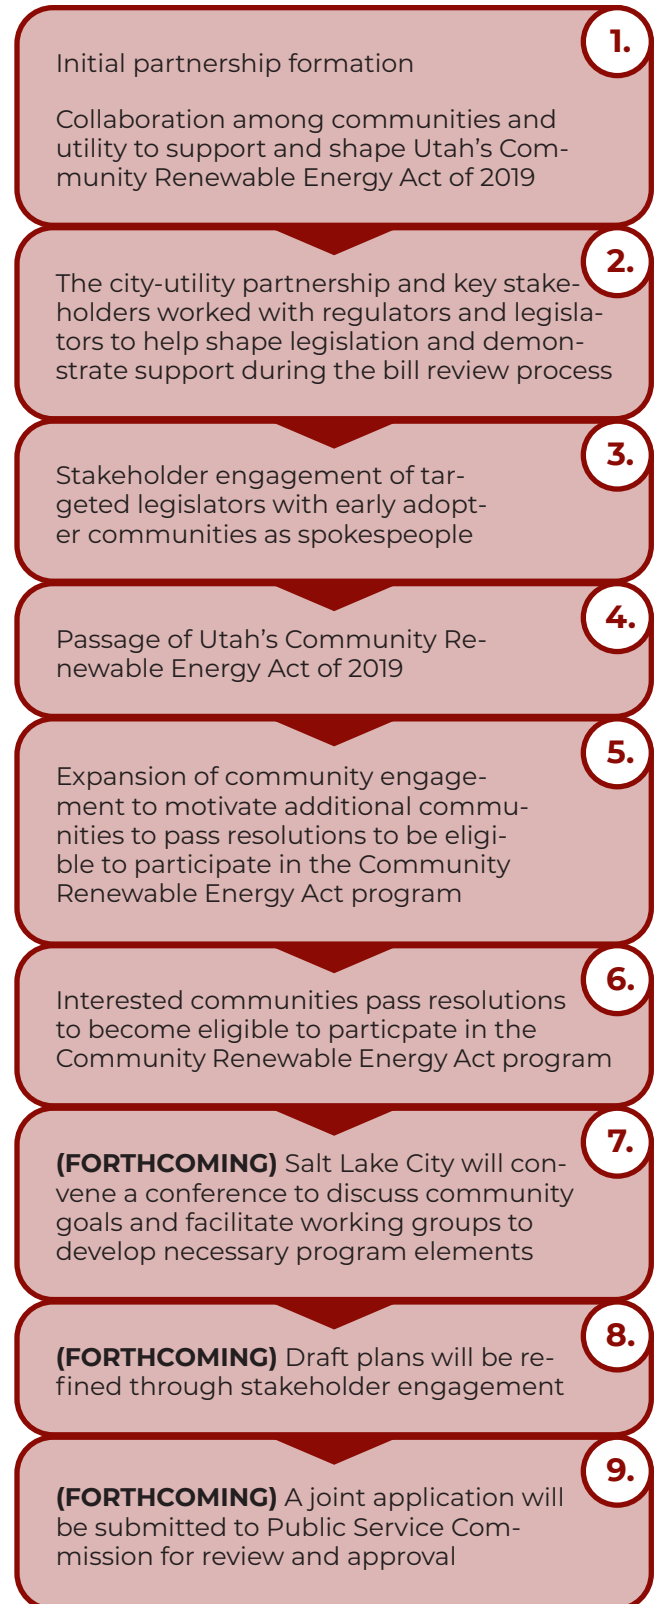 1.
Initial partnership formation
Collaboration among communities and
utility to support and shape Utah’s Com-
munity Renewable Energy Act of 2019
2.
The city-utility partnership and key stake-
holders worked with regulators and legisla-
tors to help shape legislation and demon-
strate support during the bill review process
3.
Stakeholder engagement of tar-
geted legislators with early adopt-
er communities as spokespeople
4.
Passage of Utah’s Community Re-
newable Energy Act of 2019
5.
Expansion of community engage-
ment to motivate additional commu-
nities to pass resolutions to be eligi-
ble to participate in the Community
Renewable Energy Act program
6.
Interested communities pass resolutions
to become eligible to particpate in the
Community Renewable Energy Act program
7.
(FORTHCOMING) Salt Lake City will con-
vene a conference to discuss community
goals and facilitate working groups to
develop necessary program elements
8.
(FORTHCOMING) Draft plans will be re-
fined through stakeholder engagement
9.
(FORTHCOMING) A joint application will
be submitted to Public Service Com-
mission for review and approval